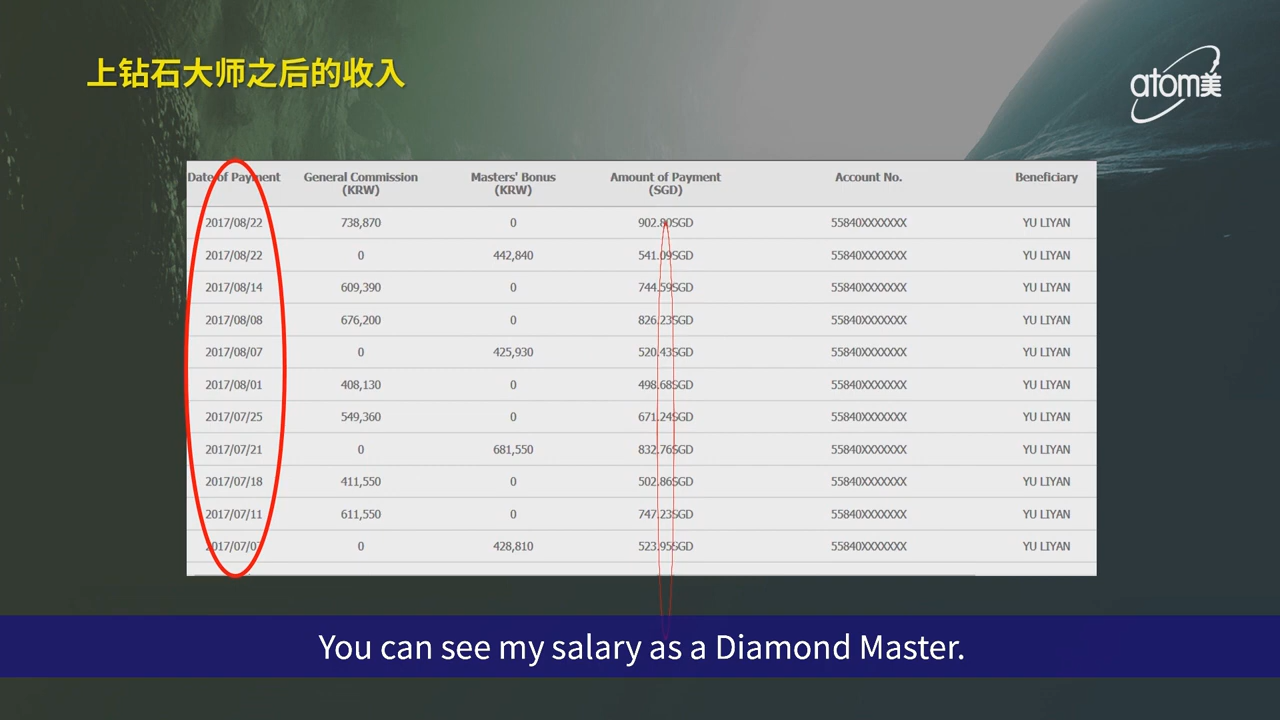 上钻石大师之后的收入
atom美
Date of Payment General Commission (KRW) Masters' Bonus (KRW) Amount of Payment (SGD) Account No. Beneficiary
2017/08/22 738,870 0 902.80SGD 55840XXXXXXX YU LIYAN
2017/08/22 0 442,840 541.09SGD 55840XXXXXXX YU LIYAN
2017/08/14 609,390 0 744.59SGD 55840XXXXXXX YU LIYAN
2017/08/08 676,200 0 826.23SGD 55840XXXXXXX YU LIYAN
2017/08/07 0 425,930 520.43SGD 55840XXXXXXX YU LIYAN
2017/08/01 408,130 0 498.68SGD 55840XXXXXXX YU LIYAN
2017/07/25 549,360 0 671.24SGD 55840XXXXXXX YU LIYAN
2017/07/21 0 681,550 832.76SGD 55840XXXXXXX YU LIYAN
2017/07/18 411,550 0 502.86SGD 55840XXXXXXX YU LIYAN
2017/07/11 611,550 0 747.23SGD 55840XXXXXXX YU LIYAN
2017/07/07 0 428,810 523.95SGD 55840XXXXXXX YU LIYAN
You can see my salary as a Diamond Master.